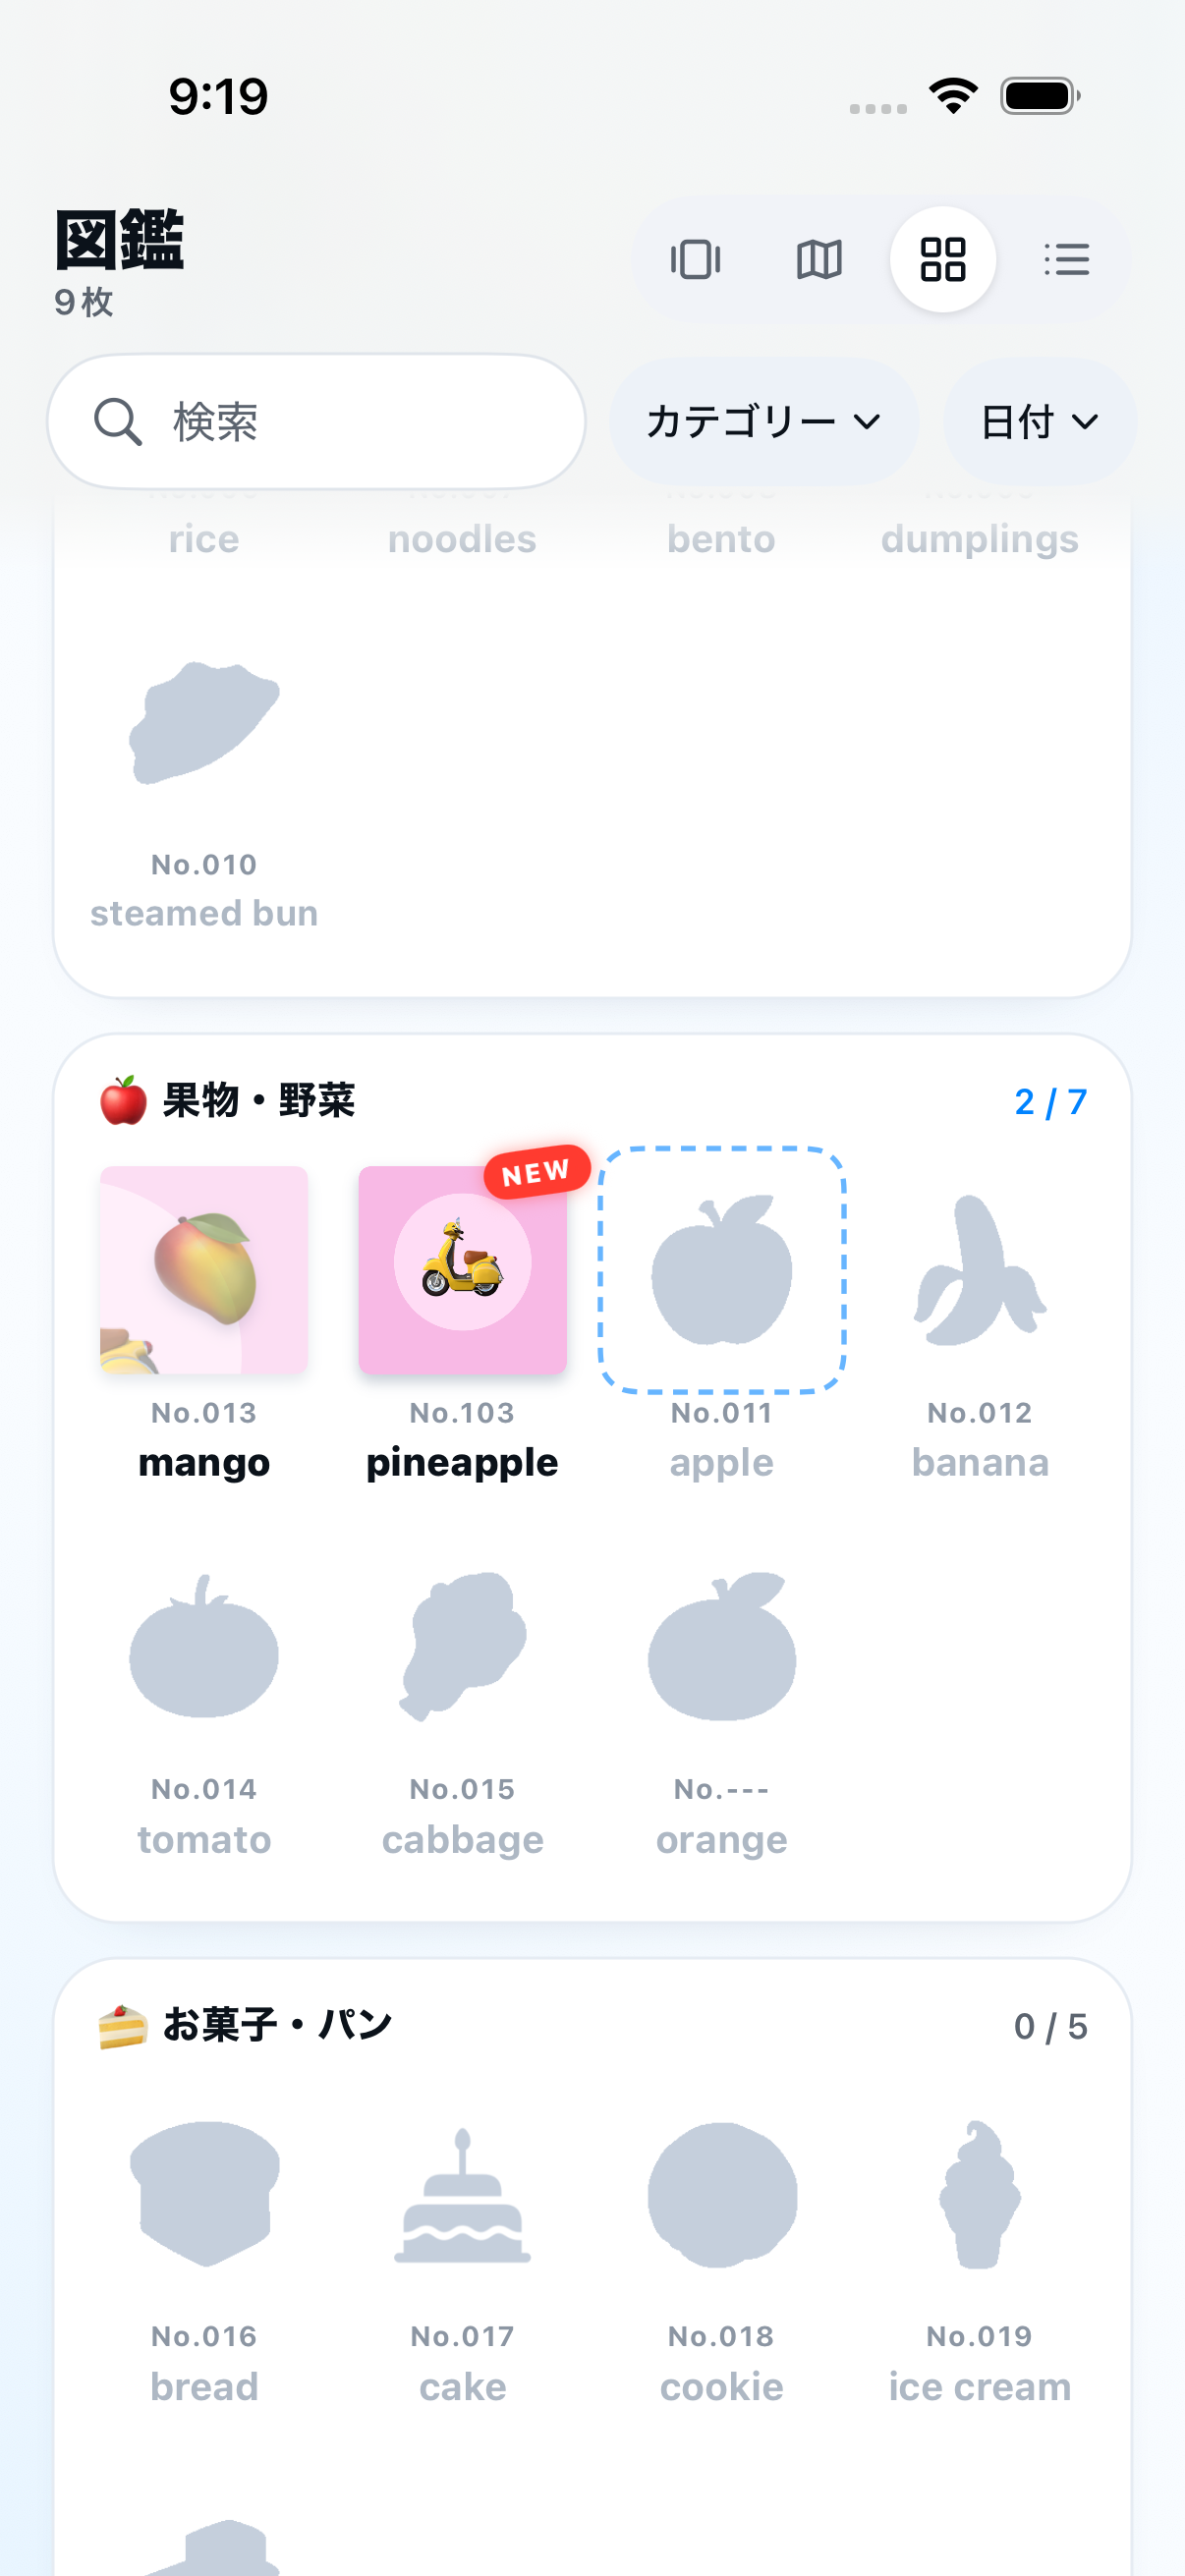 9:19
図鑑
9枚
検索
カテゴリー
日付
rice noodles bento dumplings
No.010
steamed bun
果物・野菜 2 / 7
NEW
No.013 No.103 No.011 No.012
mango pineapple apple banana
No.014 No.015 No.---
tomato cabbage orange
お菓子・パン 0 / 5
No.016 No.017 No.018 No.019
bread cake cookie ice cream